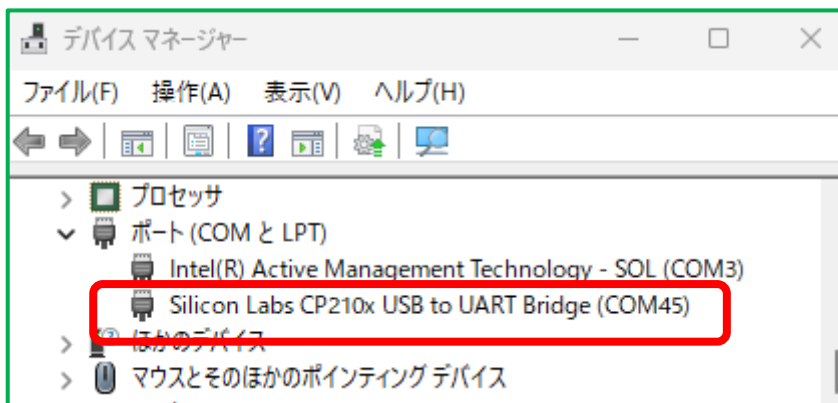 デバイス マネージャー
ファイル(F) 操作(A) 表示(V) ヘルプ(H)
プロセッサ
ポート (COM と LPT)
Intel(R) Active Management Technology - SOL (COM3)
Silicon Labs CP210x USB to UART Bridge (COM45)
ほかのデバイス
マウスとそのほかのポインティング デバイス